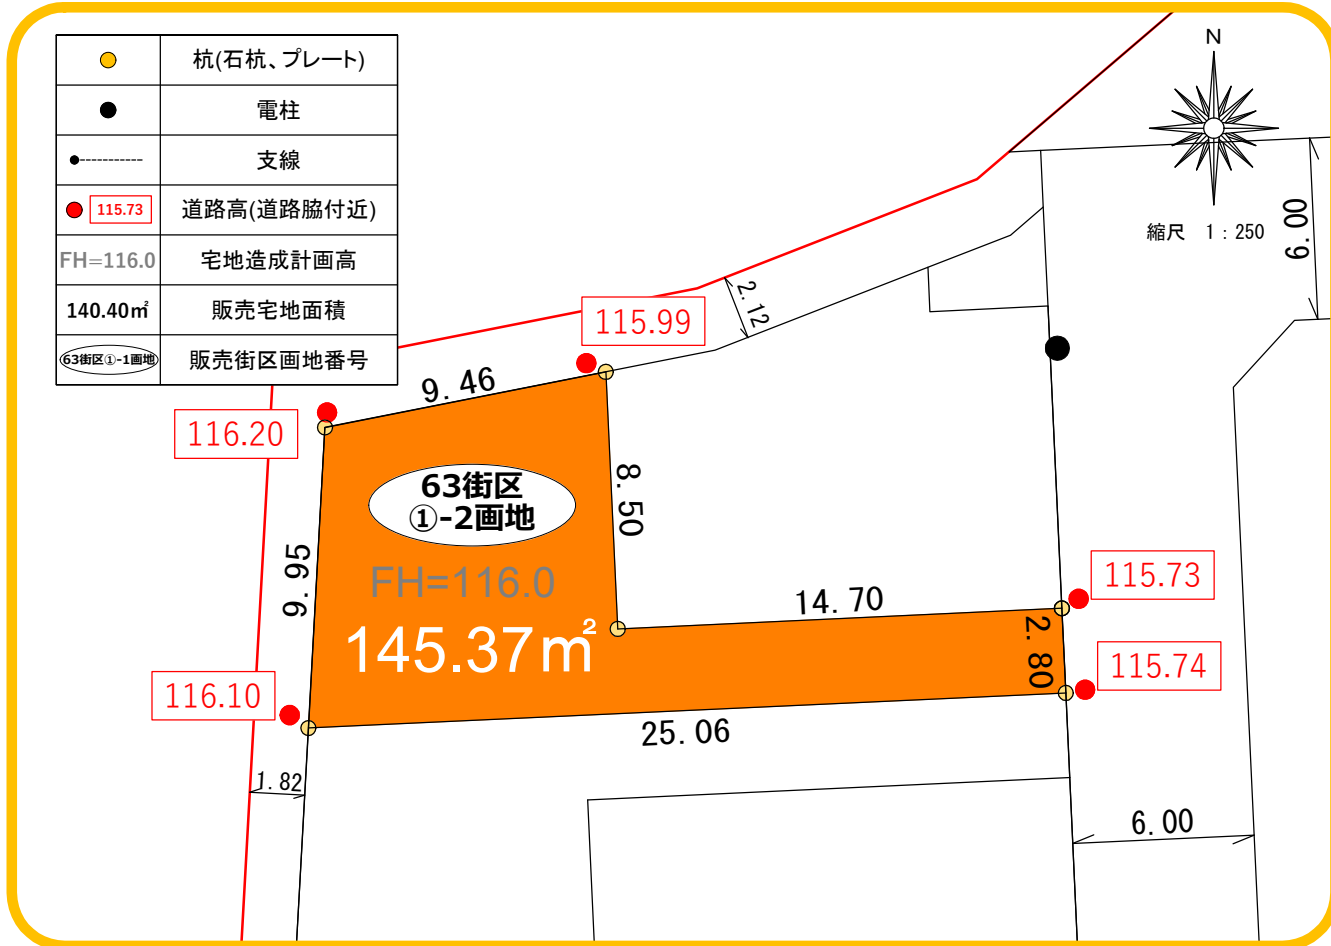 杭(石杭、プレート)
電柱
支線
115.73
道路高(道路脇付近)
FH=116.0
宅地造成計画高
140.40㎡
販売宅地面積
63街区①-1画地
販売街区画地番号
N
縮尺 1:250
6.00
2.12
115.99
9.46
116.20
63街区
①-2画地
8.50
9.95
FH=116.0
145.37㎡
14.70
115.73
2.80
115.74
116.10
25.06
1.82
6.00